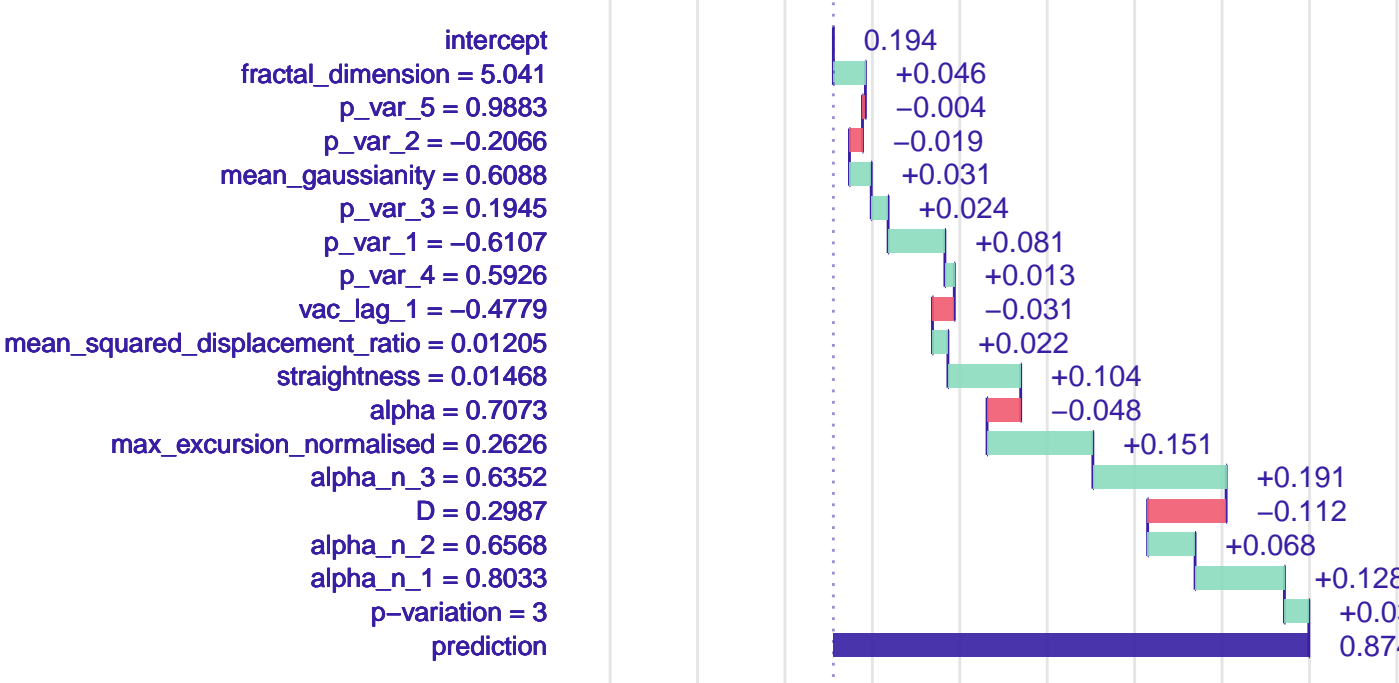 intercept 0.194
fractal_dimension = 5.041 +0.046
p_var_5 = 0.9883 −0.004
p_var_2 = −0.2066 −0.019
mean_gaussianity = 0.6088 +0.031
p_var_3 = 0.1945 +0.024
p_var_1 = −0.6107 +0.081
p_var_4 = 0.5926 +0.013
vac_lag_1 = −0.4779 −0.031
mean_squared_displacement_ratio = 0.01205 +0.022
straightness = 0.01468 +0.104
alpha = 0.7073 −0.048
max_excursion_normalised = 0.2626 +0.151
alpha_n_3 = 0.6352 +0.191
D = 0.2987 −0.112
alpha_n_2 = 0.6568 +0.068
alpha_n_1 = 0.8033 +0.128
p−variation = 3
prediction 0.874